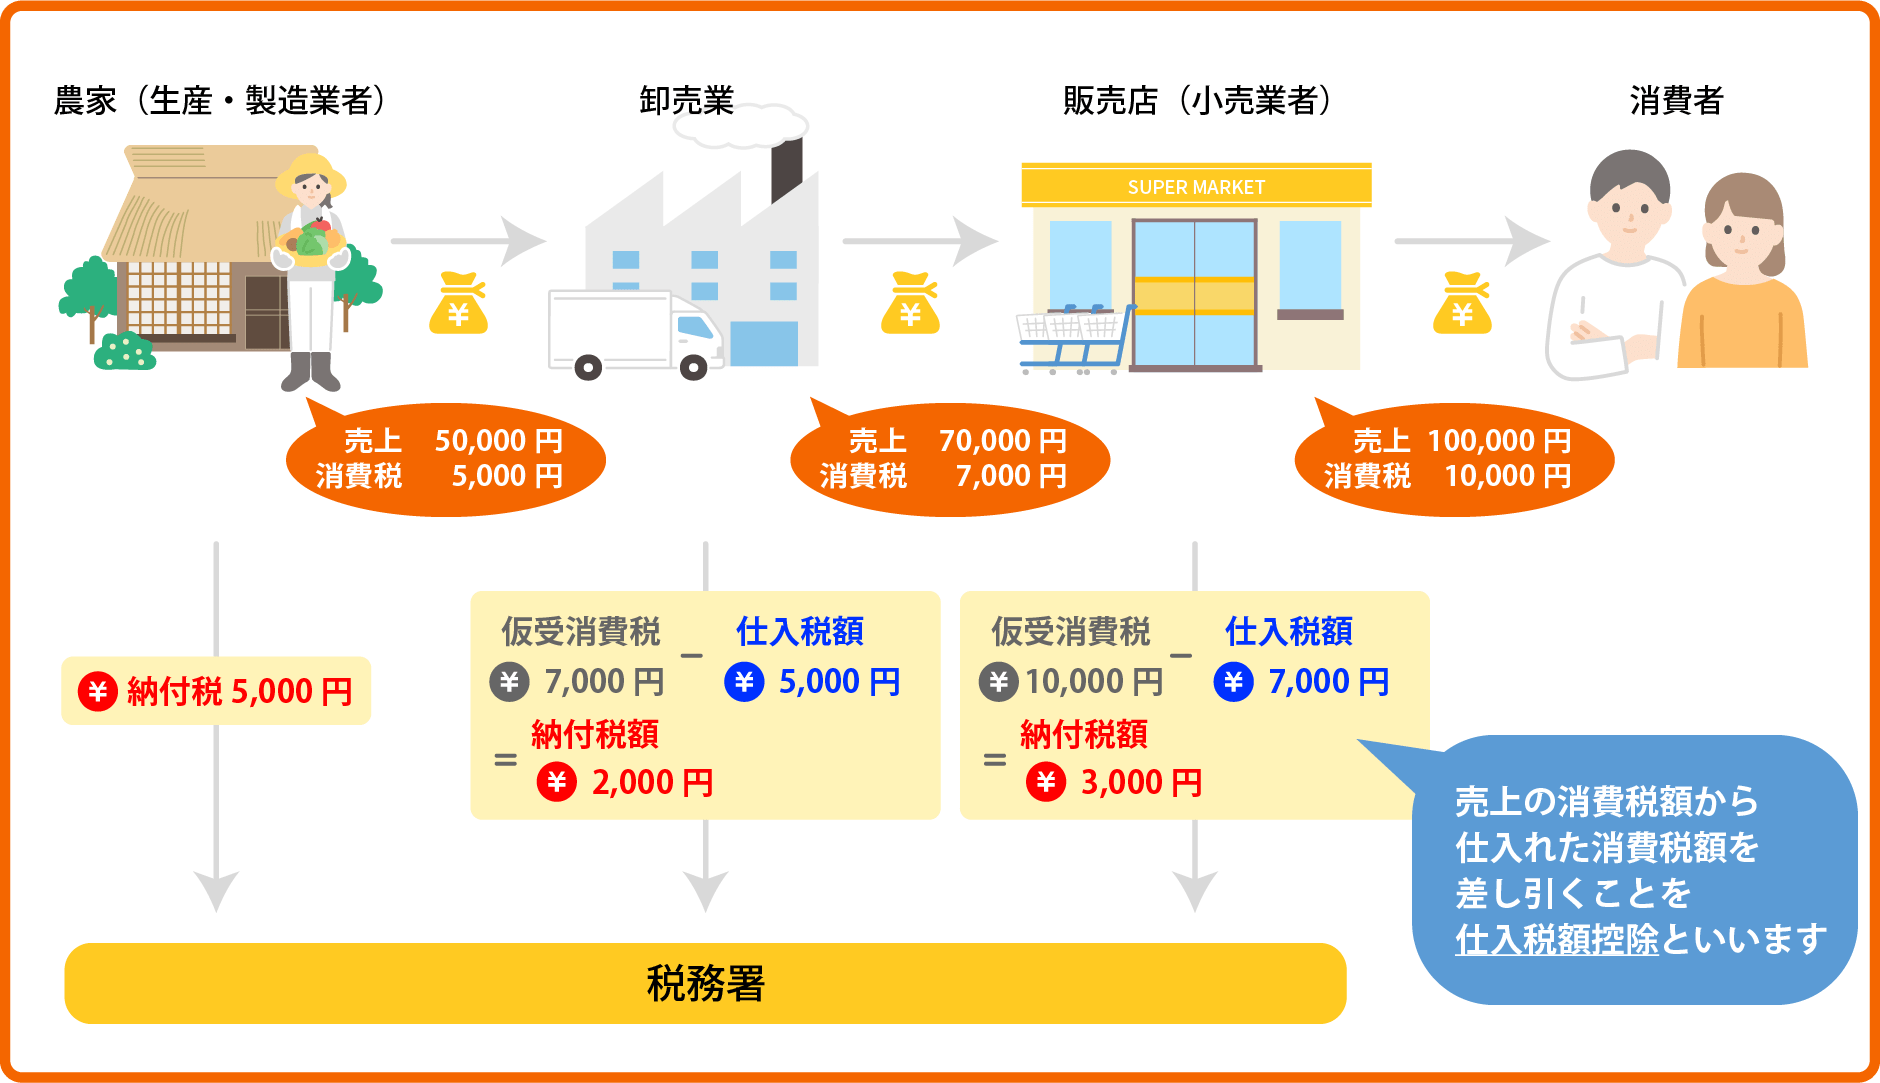 農家（生産・製造業者）
卸売業
販売店（小売業者）
消費者
SUPER MARKET
¥
¥
¥
売上 50,000 円
消費税 5,000 円
売上 70,000 円
消費税 7,000 円
売上 100,000 円
消費税 10,000 円
¥ 納付税 5,000 円
仮受消費税 － 仕入税額
¥ 7,000 円 ¥ 5,000 円
＝ 納付税額
¥ 2,000 円
仮受消費税 － 仕入税額
¥ 10,000 円 ¥ 7,000 円
＝ 納付税額
¥ 3,000 円
売上の消費税額から
仕入れた消費税額を
差し引くことを
仕入税額控除といいます
税務署